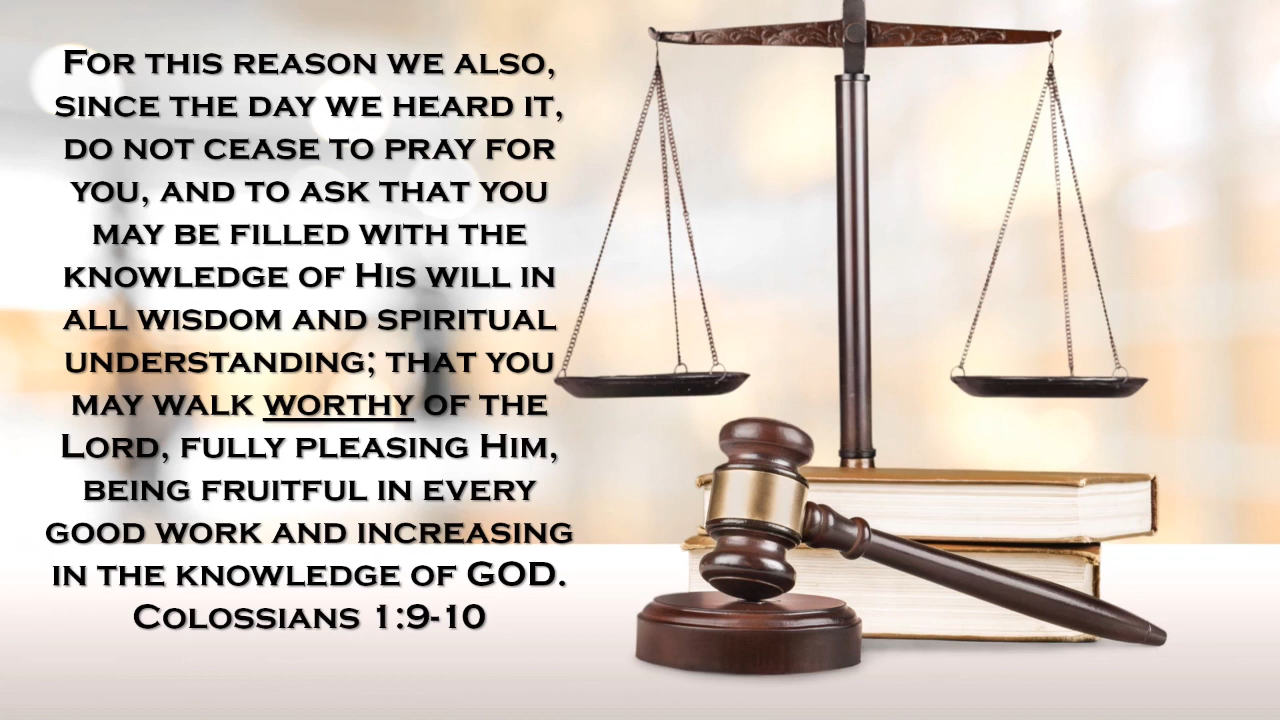 For this reason we also,
since the day we heard it,
do not cease to pray for
you, and to ask that you
may be filled with the
knowledge of His will in
all wisdom and spiritual
understanding; that you
may walk worthy of the
Lord, fully pleasing Him,
being fruitful in every
good work and increasing
in the knowledge of GOD.
Colossians 1:9-10